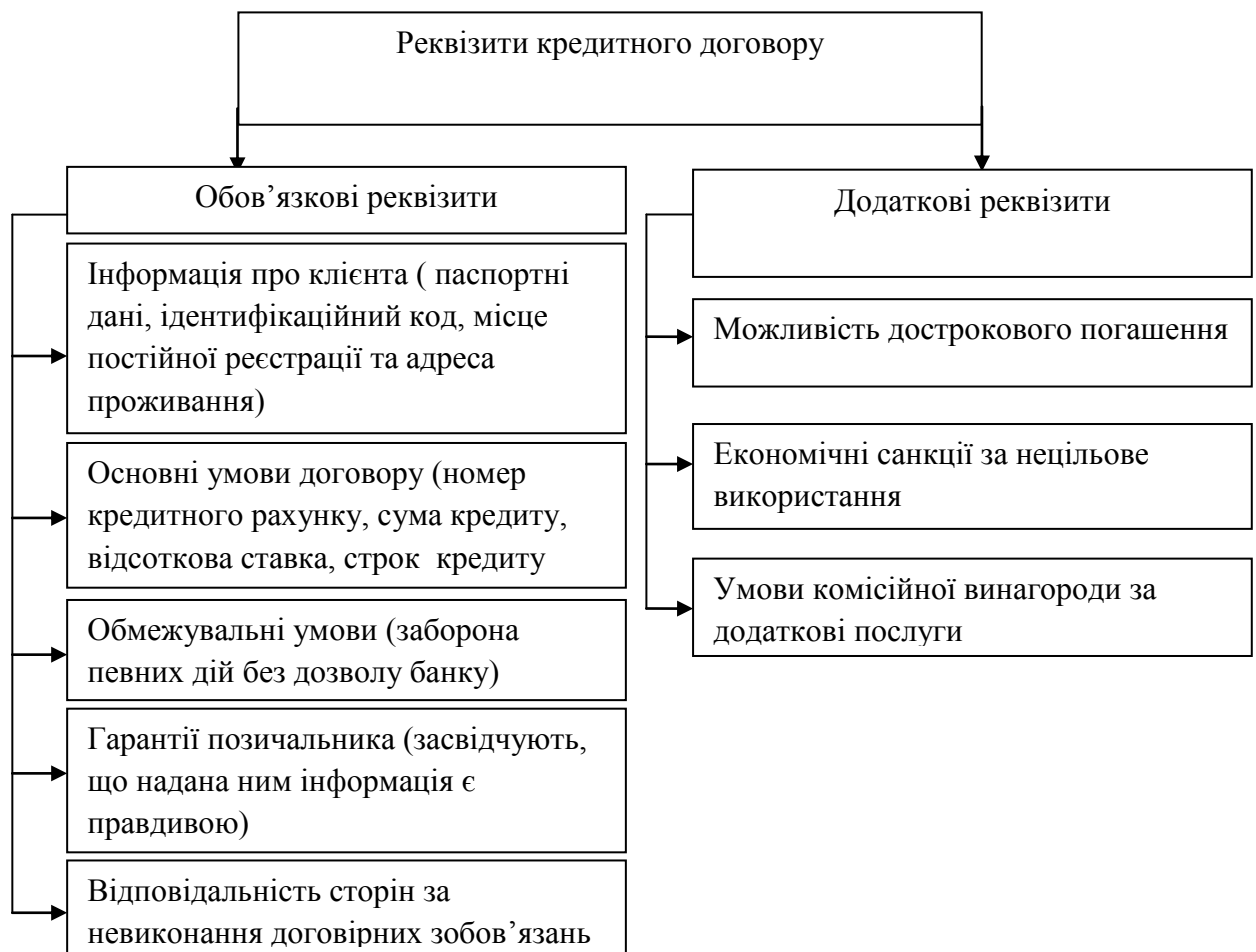 Реквізити кредитного договору
Обов’язкові реквізити
Інформація про клієнта ( паспортні
дані, ідентифікаційний код, місце
постійної реєстрації та адреса
проживання)
Основні умови договору (номер
кредитного рахунку, сума кредиту,
відсоткова ставка, строк  кредиту
Обмежувальні умови (заборона
певних дій без дозволу банку)
Гарантії позичальника (засвідчують,
що надана ним інформація є
правдивою)
Відповідальність сторін за
невиконання договірних зобов’язань
Додаткові реквізити
Можливість дострокового погашення
Економічні санкції за нецільове
використання
Умови комісійної винагороди за
додаткові послуги